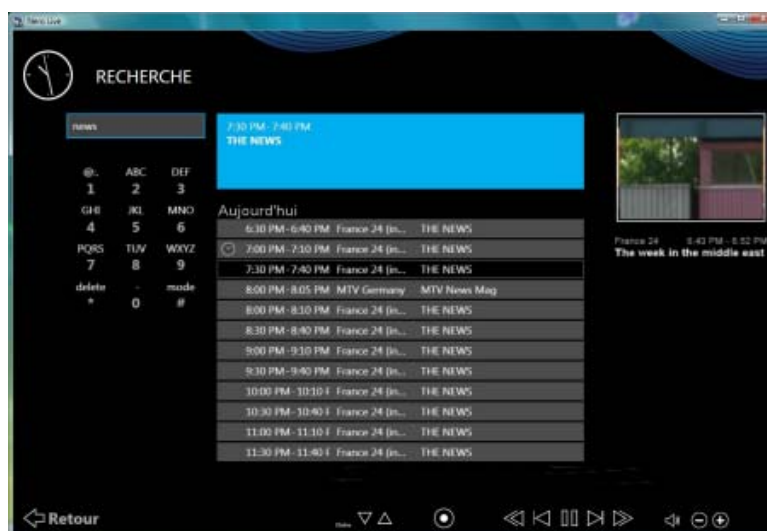 Nero Live
RECHERCHE
news
@:.
ABC
DEF
1
2
3
GHI
JKL
MNO
4
5
6
PQRS
TUV
WXYZ
7
8
9
delete
-
mode
*
0
#
7:30 PM - 7:40 PM
THE NEWS
Aujourd'hui
6:30 PM - 6:40 PM France 24 (in... THE NEWS
7:00 PM - 7:10 PM France 24 (in... THE NEWS
7:30 PM - 7:40 PM France 24 (in... THE NEWS
8:00 PM - 8:05 PM MTV Germany MTV News Mag
8:00 PM - 8:10 PM France 24 (in... THE NEWS
8:30 PM - 8:40 PM France 24 (in... THE NEWS
9:00 PM - 9:10 PM France 24 (in... THE NEWS
9:30 PM - 9:40 PM France 24 (in... THE NEWS
10:00 PM - 10:10 F France 24 (in... THE NEWS
10:30 PM - 10:40 F France 24 (in... THE NEWS
11:00 PM - 11:10 F France 24 (in... THE NEWS
11:30 PM - 11:40 F France 24 (in... THE NEWS
France 24 6:43 PM - 6:52 PM
The week in the middle east
Retour